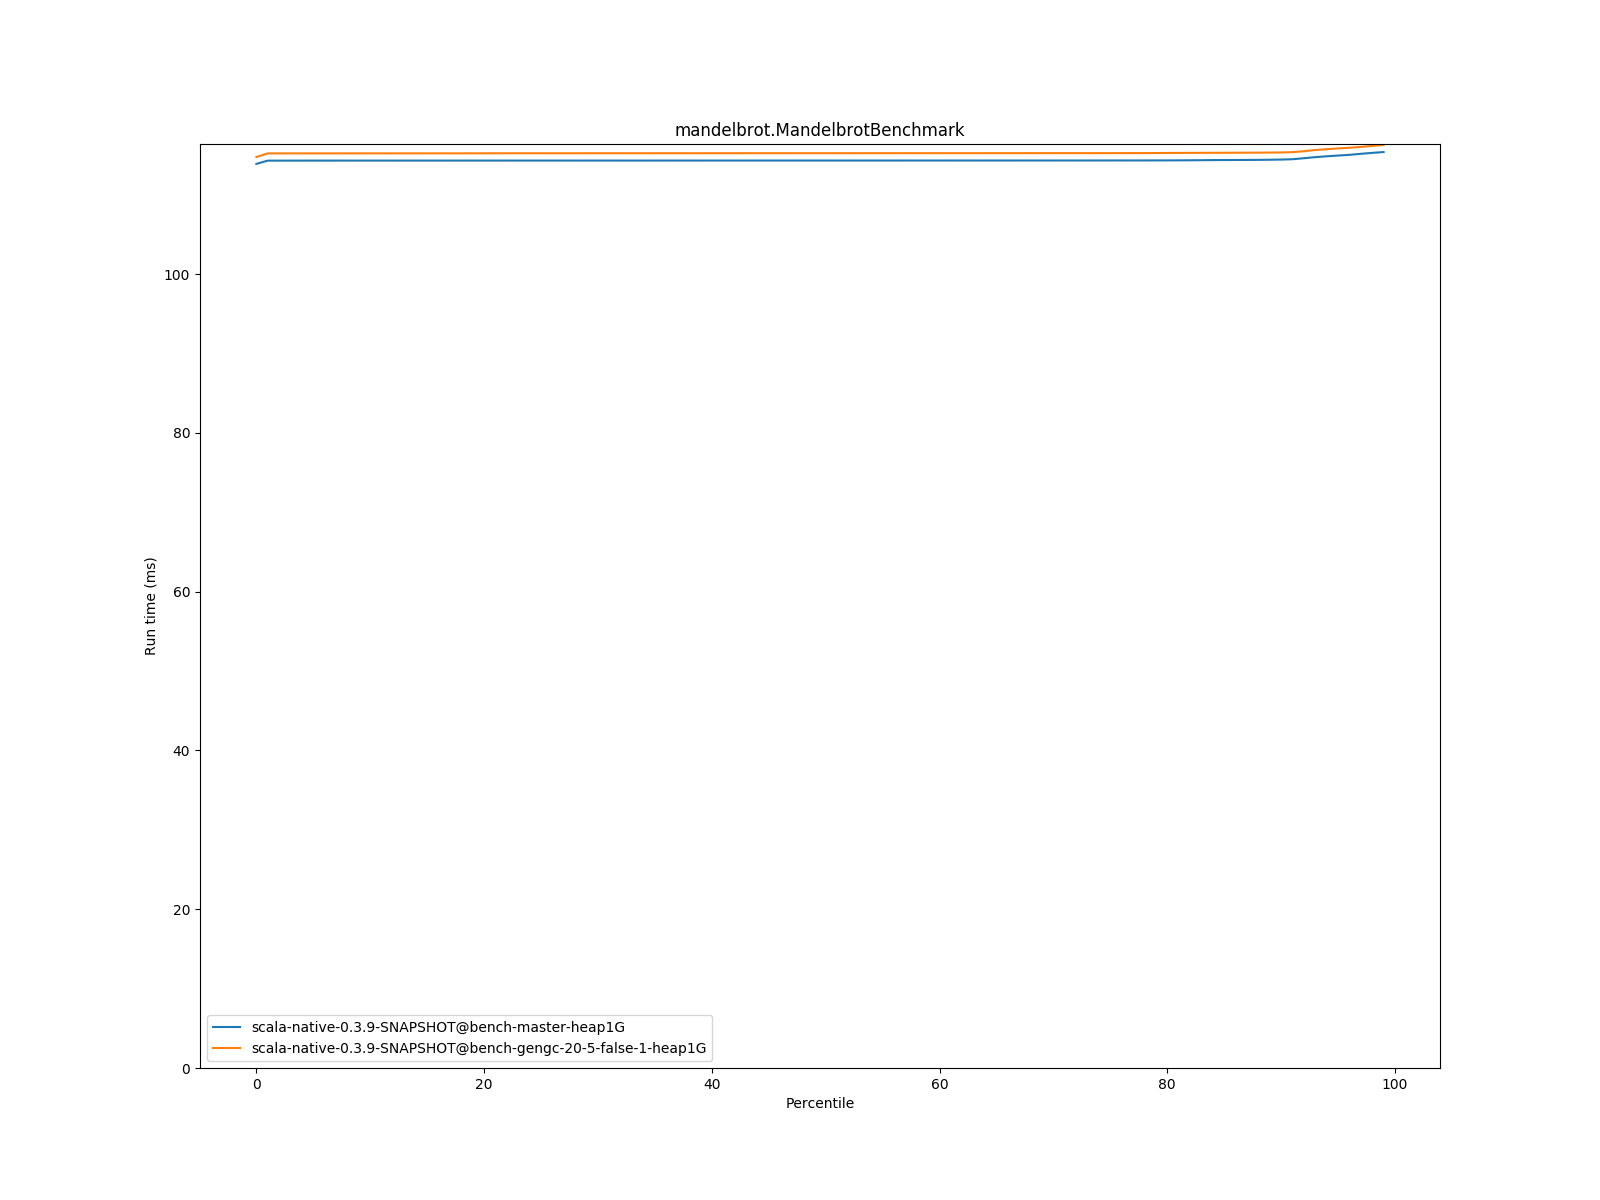 mandelbrot.MandelbrotBenchmark
100
80
60
40
20
0
Run time (ms)
scala-native-0.3.9-SNAPSHOT@bench-master-heap1G
scala-native-0.3.9-SNAPSHOT@bench-gengc-20-5-false-1-heap1G
0 20 40 60 80 100
Percentile